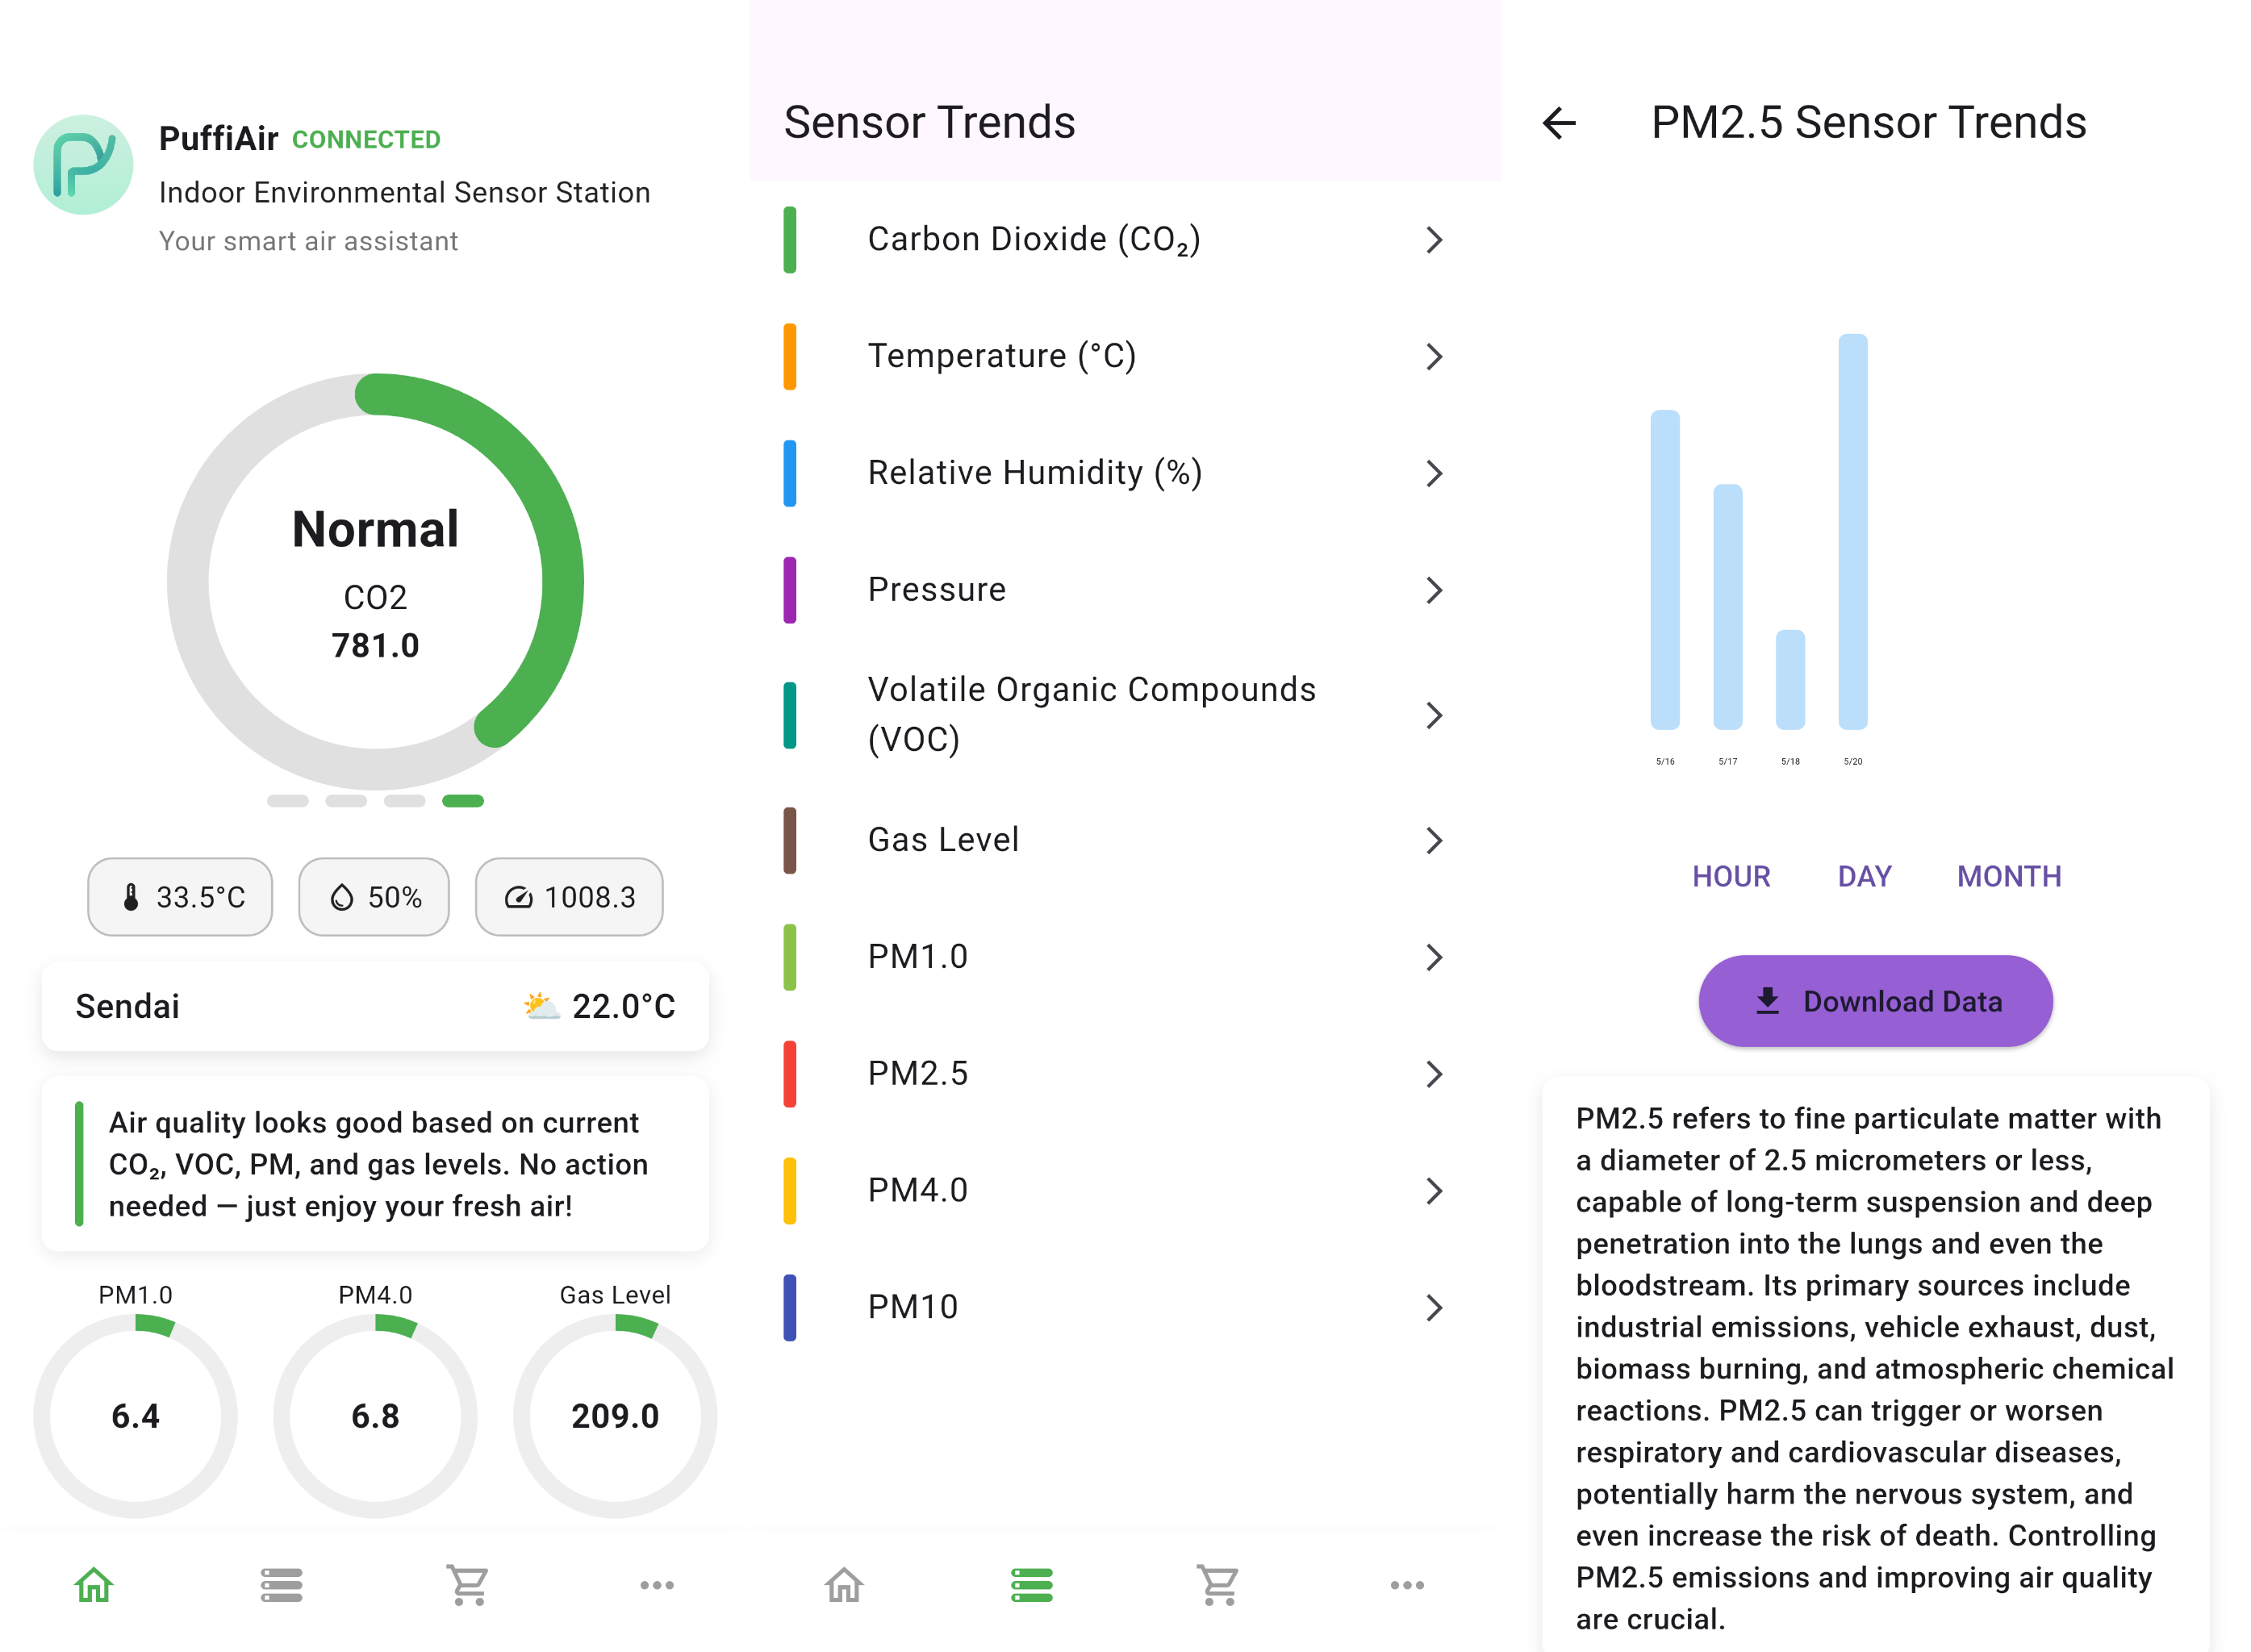 PuffiAir CONNECTED
Indoor Environmental Sensor Station
Your smart air assistant
Normal
CO2
781.0
33.5°C
50%
1008.3
Sendai
22.0°C
Air quality looks good based on current
CO₂, VOC, PM, and gas levels. No action
needed — just enjoy your fresh air!
PM1.0
PM4.0
Gas Level
6.4
6.8
209.0
Sensor Trends
Carbon Dioxide (CO₂)
Temperature (°C)
Relative Humidity (%)
Pressure
Volatile Organic Compounds
(VOC)
Gas Level
PM1.0
PM2.5
PM4.0
PM10
PM2.5 Sensor Trends
5/16
5/17
5/18
5/20
HOUR
DAY
MONTH
Download Data
PM2.5 refers to fine particulate matter with
a diameter of 2.5 micrometers or less,
capable of long-term suspension and deep
penetration into the lungs and even the
bloodstream. Its primary sources include
industrial emissions, vehicle exhaust, dust,
biomass burning, and atmospheric chemical
reactions. PM2.5 can trigger or worsen
respiratory and cardiovascular diseases,
potentially harm the nervous system, and
even increase the risk of death. Controlling
PM2.5 emissions and improving air quality
are crucial.